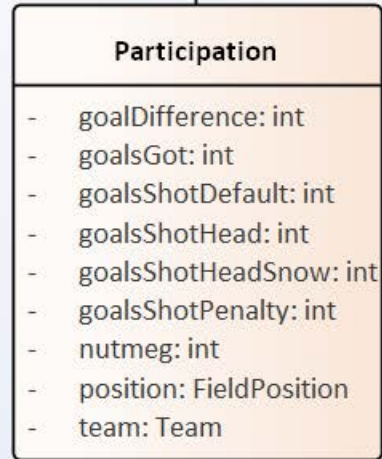 Participation
- goalDifference: int
- goalsGot: int
- goalsShotDefault: int
- goalsShotHead: int
- goalsShotHeadSnow: int
- goalsShotPenalty: int
- nutmeg: int
- position: FieldPosition
- team: Team